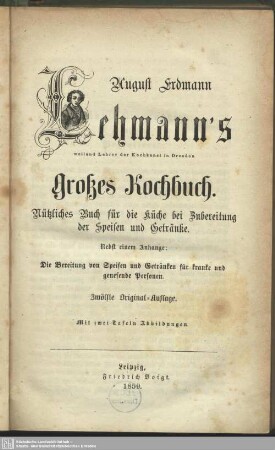 August Erdmann
Lehmann's
weiland Lehrer der Kochkunst in Dresden
Großes Kochbuch.
Nützliches Buch für die Küche bei Zubereitung
der Speisen und Getränke.
Nebst einem Anhange:
Die Bereitung von Speisen und Getränken für kranke und
genesende Personen.
Zwölfte Original-Auflage.
Mit zwei Tafeln Abbildungen
Leipzig,
Friedrich Voigt.